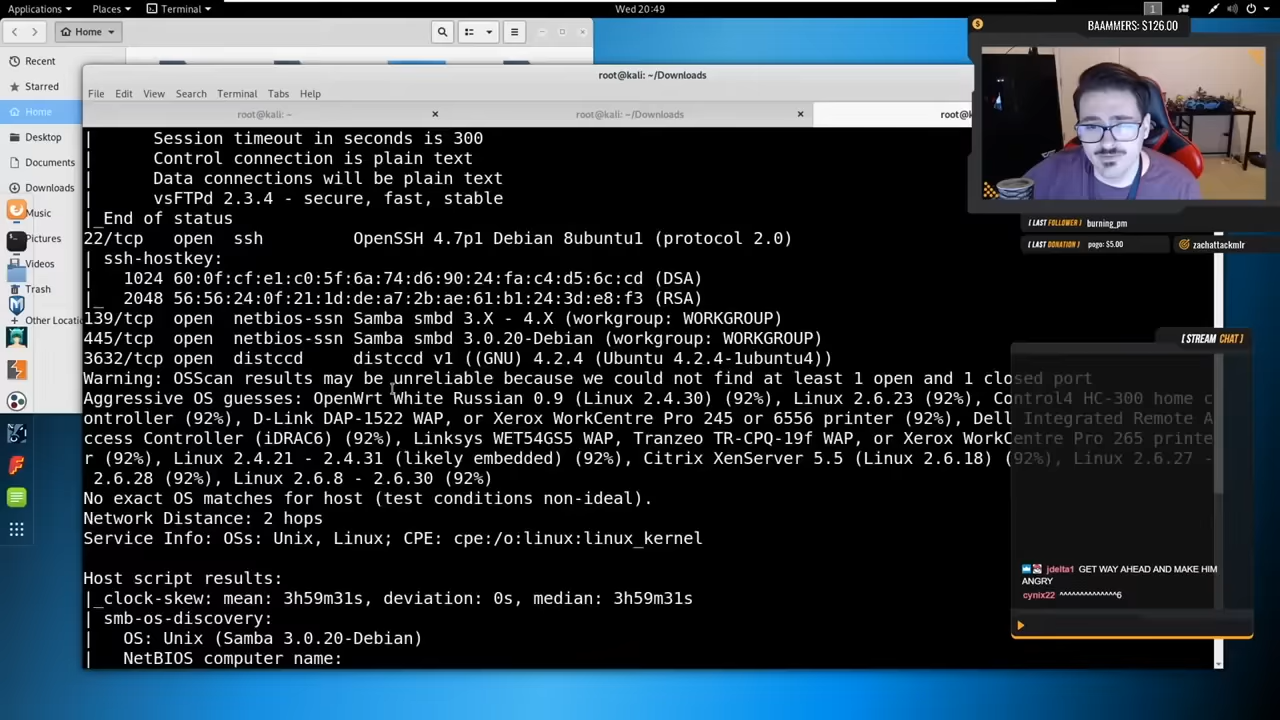 Applications
Places
Terminal
Wed 20:49
1
Home
BAAMMERS: $126.00
Recent
Starred
Home
Desktop
Documents
Downloads
Music
Pictures
Videos
Trash
Other Locatio
root@kali: ~/Downloads
File Edit View Search Terminal Tabs Help
root@kali: ~
root@kali: ~/Downloads
root@k
| Session timeout in seconds is 300
| Control connection is plain text
| Data connections will be plain text
| vsFTPd 2.3.4 - secure, fast, stable
|_End of status
22/tcp open ssh OpenSSH 4.7p1 Debian 8ubuntu1 (protocol 2.0)
| ssh-hostkey:
| 1024 60:0f:cf:e1:c0:5f:6a:74:d6:90:24:fa:c4:d5:6c:cd (DSA)
|_ 2048 56:56:24:0f:21:1d:de:a7:2b:ae:61:b1:24:3d:e8:f3 (RSA)
139/tcp open netbios-ssn Samba smbd 3.X - 4.X (workgroup: WORKGROUP)
445/tcp open netbios-ssn Samba smbd 3.0.20-Debian (workgroup: WORKGROUP)
3632/tcp open distccd distccd v1 ((GNU) 4.2.4 (Ubuntu 4.2.4-1ubuntu4))
Warning: OSScan results may be unreliable because we could not find at least 1 open and 1 closed port
Aggressive OS guesses: OpenWrt White Russian 0.9 (Linux 2.4.30) (92%), Linux 2.6.23 (92%), Control4 HC-300 home c
ontroller (92%), D-Link DAP-1522 WAP, or Xerox WorkCentre Pro 245 or 6556 printer (92%), Dell Integrated Remote A
ccess Controller (iDRAC6) (92%), Linksys WET54GS5 WAP, Tranzeo TR-CPQ-19f WAP, or Xerox WorkCentre Pro 265 printe
r (92%), Linux 2.4.21 - 2.4.31 (likely embedded) (92%), Citrix XenServer 5.5 (Linux 2.6.18) (92%), Linux 2.6.27 -
2.6.28 (92%), Linux 2.6.8 - 2.6.30 (92%)
No exact OS matches for host (test conditions non-ideal).
Network Distance: 2 hops
Service Info: OSs: Unix, Linux; CPE: cpe:/o:linux:linux_kernel
Host script results:
|_clock-skew: mean: 3h59m31s, deviation: 0s, median: 3h59m31s
| smb-os-discovery:
| OS: Unix (Samba 3.0.20-Debian)
| NetBIOS computer name:
( LAST FOLLOWER ) burning_pm
( LAST DONATION ) pogo: $5.00
zachattackmlr
[ STREAM CHAT ]
jdelta1 GET WAY AHEAD AND MAKE HIM
ANGRY
cynix22 ^^^^^^^^^^^^^^6